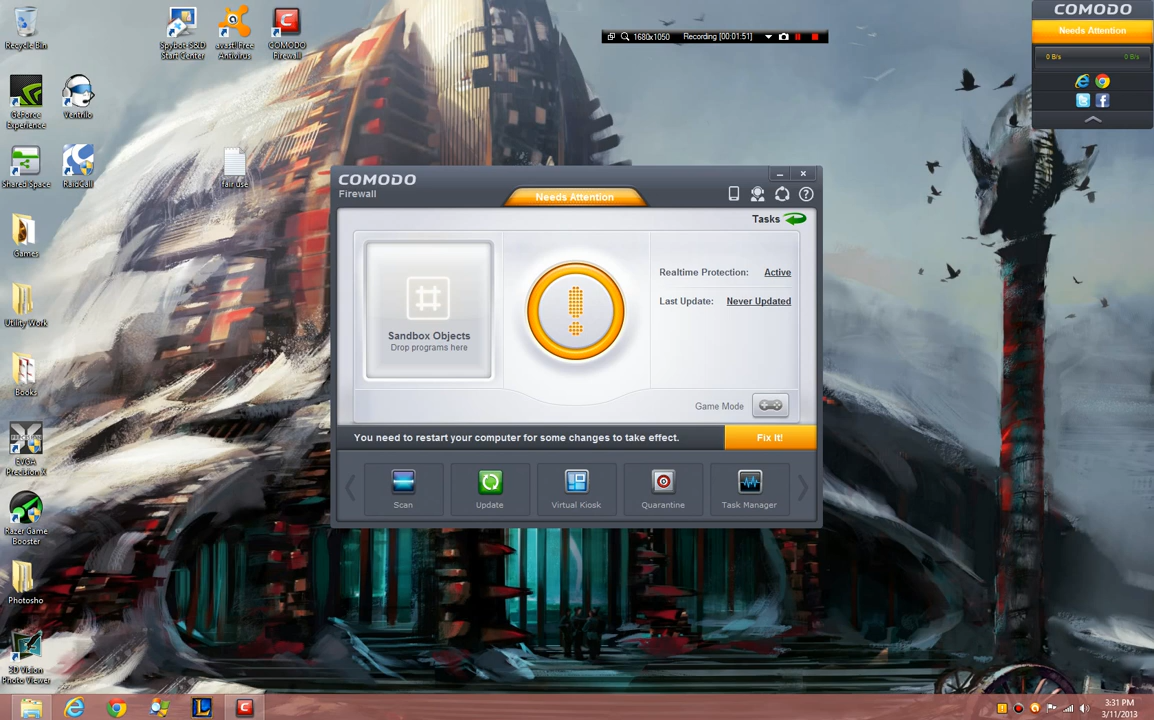 Recycle Bin
Spybot-S&D
Start Center
avast! Free
Antivirus
COMODO
Firewall
1680x1050
Recording [00:01:51]
COMODO
Needs Attention
0 B/s
0 B/s
GeForce
Experience
Ventrilo
Shared Space
RaidCall
fair use
Games
Utility Work
Books
EVGA
Precision X
Razer Game
Booster
Photosho
3D Vision
Photo Viewer
COMODO
Firewall
Needs Attention
Tasks
Sandbox Objects
Drop programs here
Realtime Protection: Active
Last Update: Never Updated
Game Mode
You need to restart your computer for some changes to take effect.
Fix It!
Scan
Update
Virtual Kiosk
Quarantine
Task Manager
3:31 PM
3/11/2013